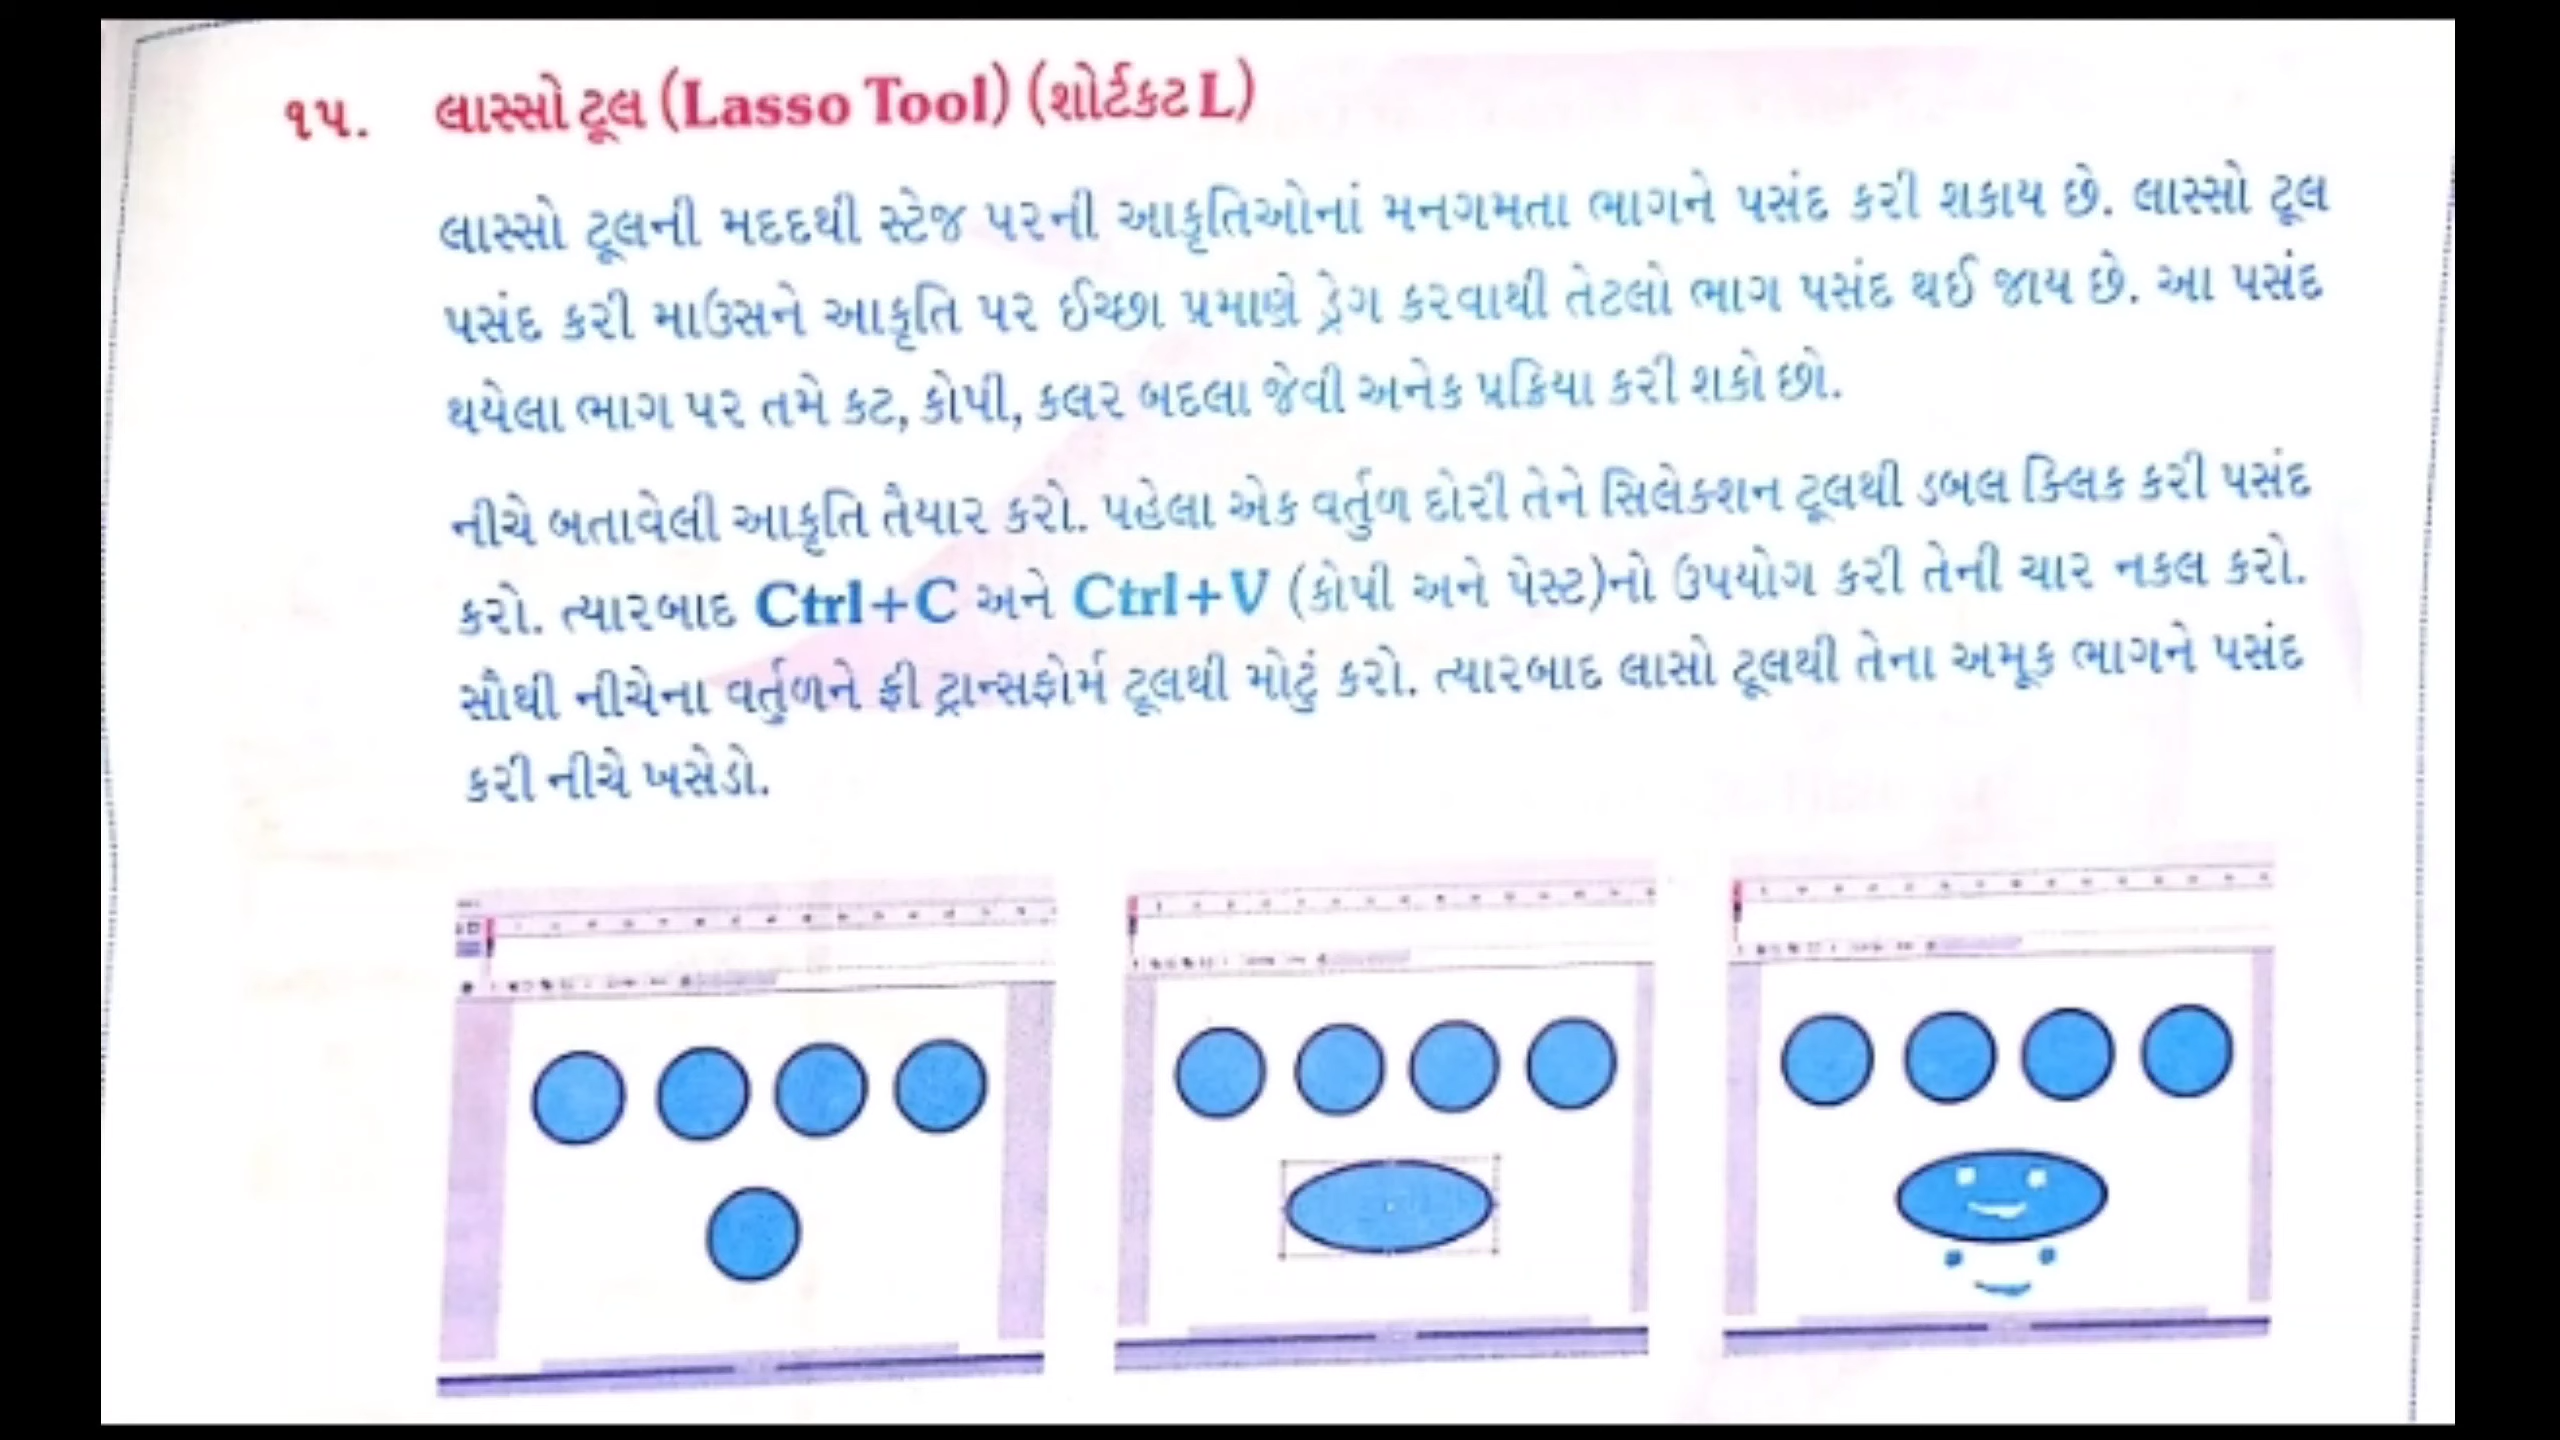 ૧૫. લાસ્સો ટૂલ (Lasso Tool) (શોર્ટકટ L)
લાસ્સો ટૂલની મદદથી સ્ટેજ પરની આકૃતિઓનાં મનગમતા ભાગને પસંદ કરી શકાય છે. લાસ્સો ટૂલ
પસંદ કરી માઉસને આકૃતિ પર ઈચ્છા પ્રમાણે ડ્રેગ કરવાથી તેટલો ભાગ પસંદ થઈ જાય છે. આ પસંદ
થયેલા ભાગ પર તમે કટ, કોપી, કલર બદલા જેવી અનેક પ્રક્રિયા કરી શકો છો.
નીચે બતાવેલી આકૃતિ તૈયાર કરો. પહેલા એક વર્તુળ દોરી તેને સિલેક્શન ટૂલથી ડબલ ક્લિક કરી પસંદ
કરો. ત્યારબાદ Ctrl+C અને Ctrl+V (કોપી અને પેસ્ટ)નો ઉપયોગ કરી તેની ચાર નકલ કરો.
સૌથી નીચેના વર્તુળને ફ્રી ટ્રાન્સફોર્મ ટૂલથી મોટું કરો. ત્યારબાદ લાસો ટૂલથી તેના અમૂક ભાગને પસંદ
કરી નીચે ખસેડો.